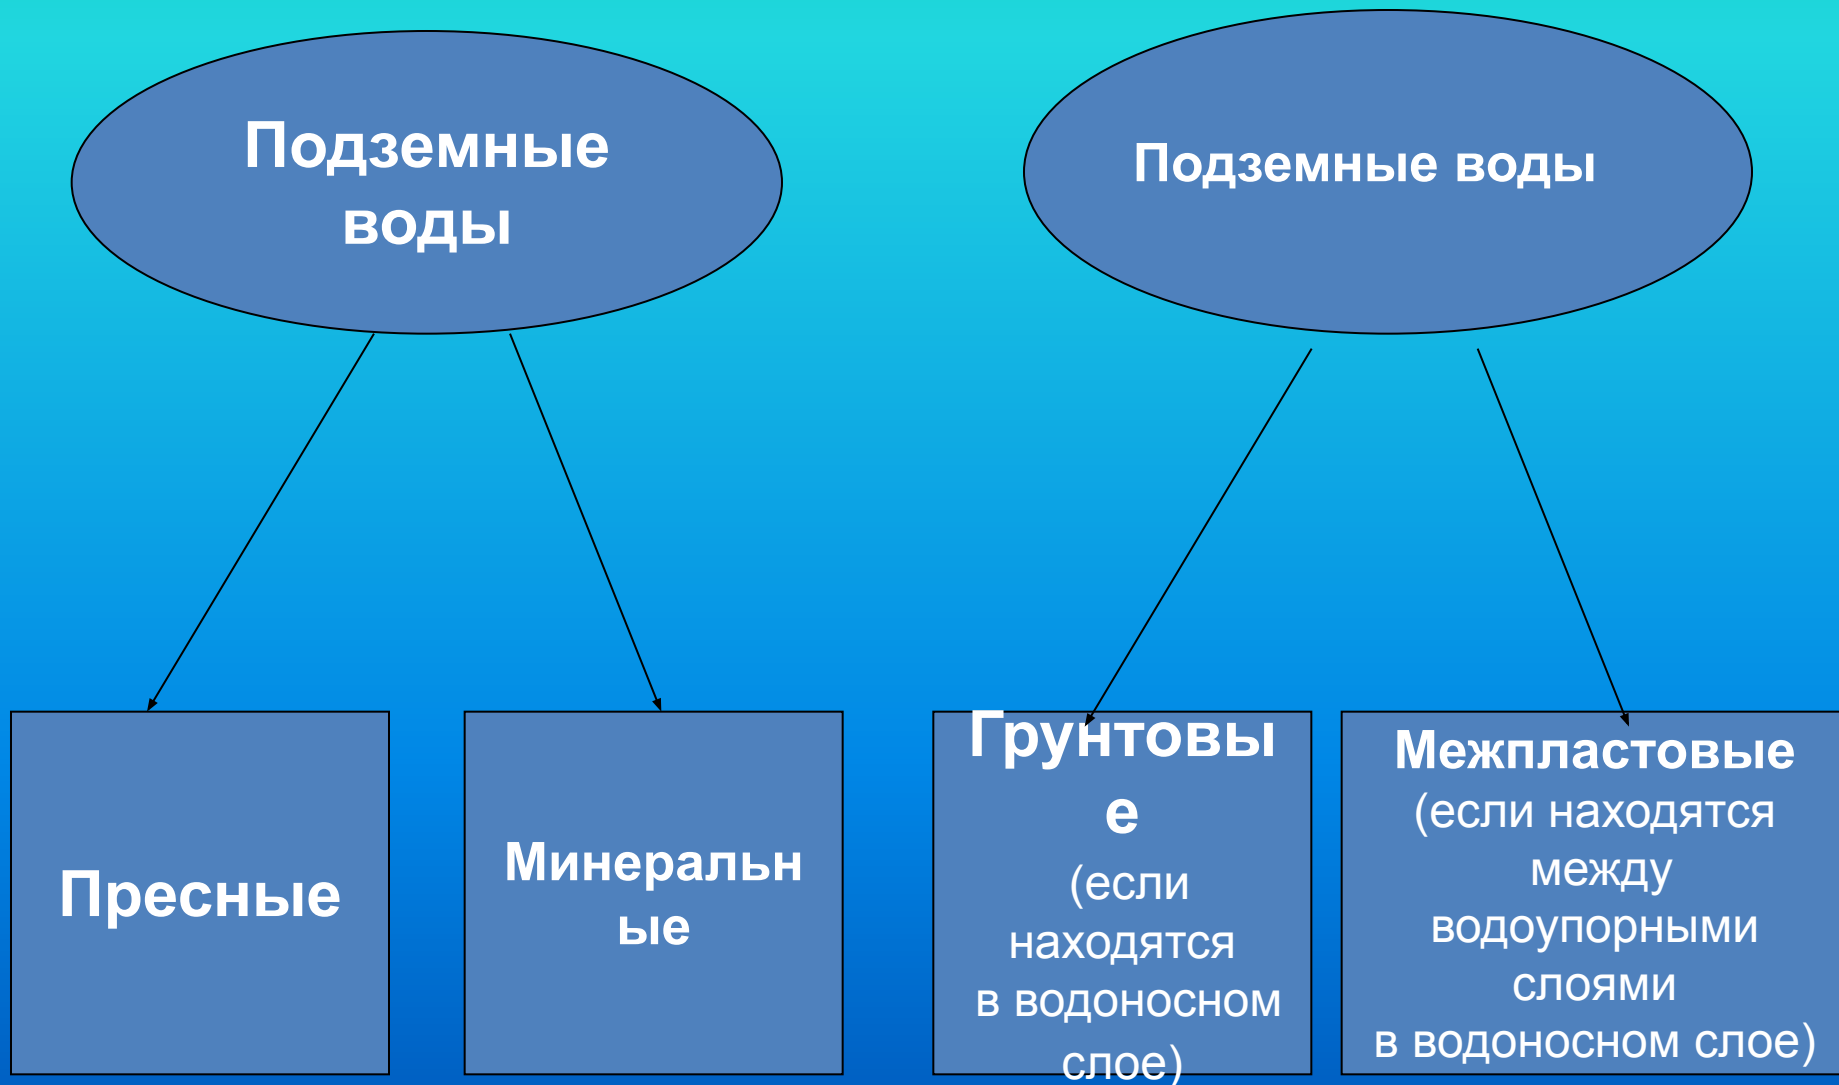 Подземные
воды
Подземные воды
Пресные
Минеральн
ые
Грунтовы
е
(если
находятся
в водоносном
слое)
Межпластовые
(если находятся
между
водоупорными
слоями
в водоносном слое)